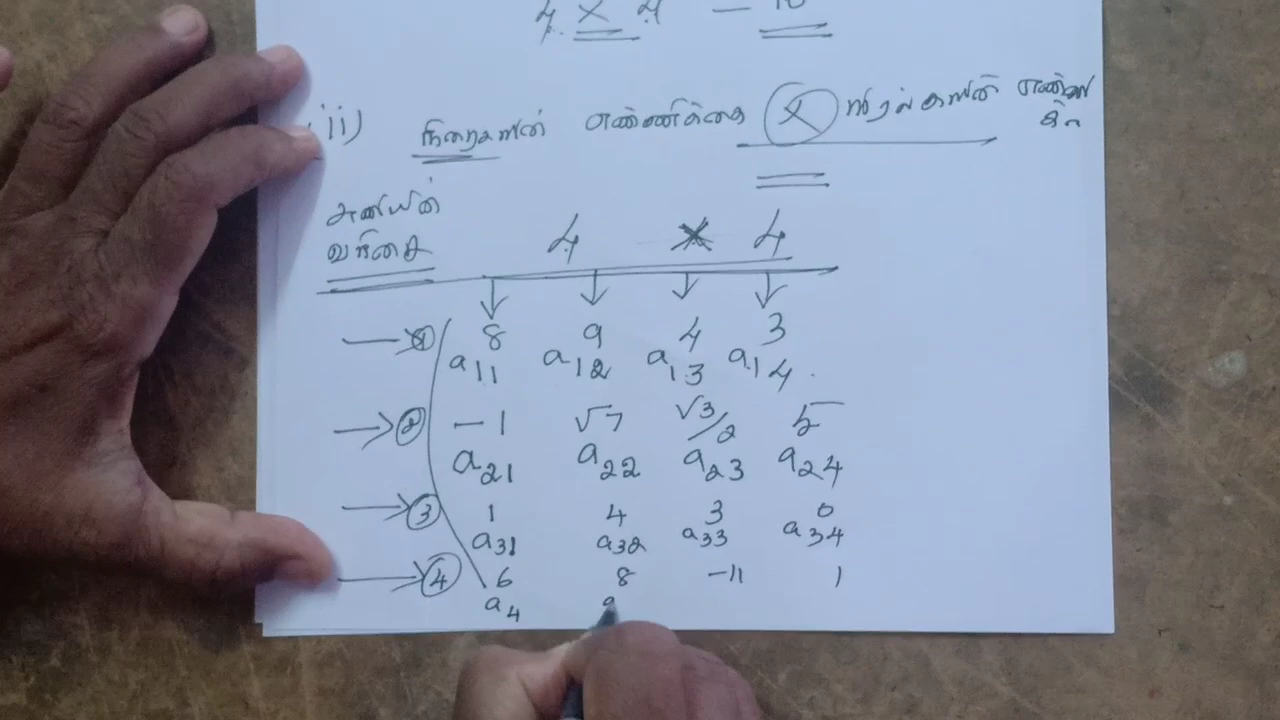 4 × 4 = 16
ii) நிரைகளின் எண்ணிக்கை × நிரல்களின்
அணியின்
வரிசை 4 × 4
→ 1 8 9 4 3
a11 a12 a13 a14
→ 2 -1 √7 √3/2 5
a21 a22 a23 a24
→ 3 1 4 3 0
a31 a32 a33 a34
→ 4 6 8 -11 1
a4 a